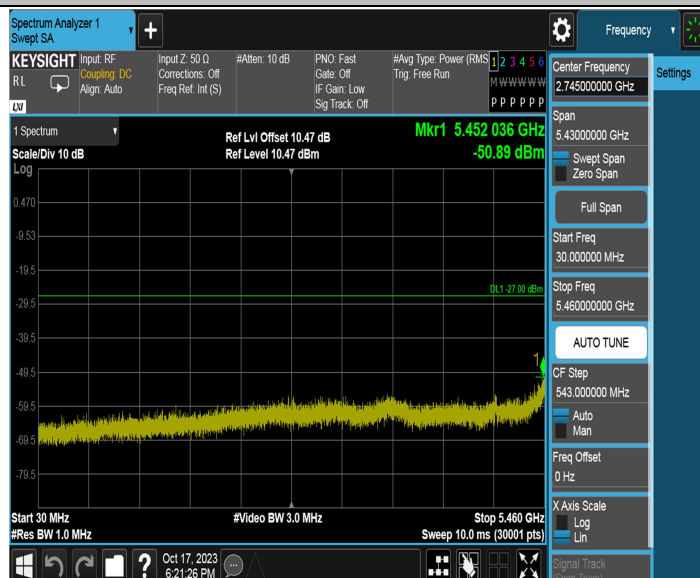 Spectrum Analyzer 1
Swept SA
+
Frequency
KEYSIGHT
RL
LXI
Input: RF
Coupling: DC
Align: Auto
Input Z: 50 Ω
Corrections: Off
Freq Ref: Int (S)
#Atten: 10 dB
PNO: Fast
Gate: Off
IF Gain: Low
Sig Track: Off
#Avg Type: Power (RMS
Trig: Free Run
1 2 3 4 5 6
M W W W W W
P P P P P P
Center Frequency
2.745000000 GHz
Settings
Span
5.43000000 GHz
Swept Span
Zero Span
Full Span
Start Freq
30.000000 MHz
Stop Freq
5.460000000 GHz
AUTO TUNE
CF Step
543.000000 MHz
Auto
Man
Freq Offset
0 Hz
X Axis Scale
Log
Lin
Signal Track
(Span Zoom)
1 Spectrum
Scale/Div 10 dB
Log
Ref Lvl Offset 10.47 dB
Ref Level 10.47 dBm
Mkr1 5.452 036 GHz
-50.89 dBm
0.470
-9.53
-19.5
DL1 -27.00 dBm
-29.5
-39.5
1
-49.5
-59.5
-69.5
-79.5
Start 30 MHz
#Res BW 1.0 MHz
#Video BW 3.0 MHz
Stop 5.460 GHz
Sweep 10.0 ms (30001 pts)
?
Oct 17, 2023
6:21:26 PM